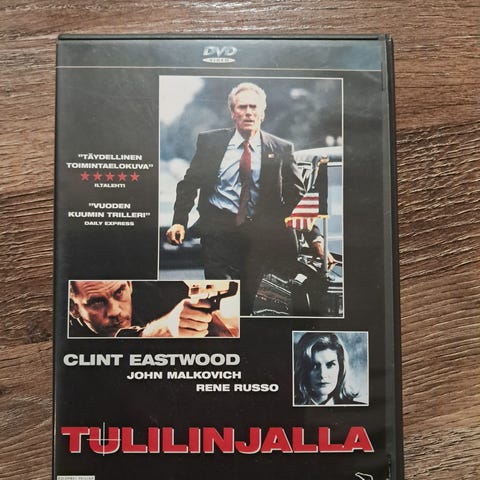 DVD
VIDEO
"TÄYDELLINEN
TOIMINTAELOKUVA"
ILTALEHTI
"VUODEN
KUUMIN TRILLERI"
DAILY EXPRESS
CLINT EASTWOOD
JOHN MALKOVICH
RENE RUSSO
TULILINJALLA